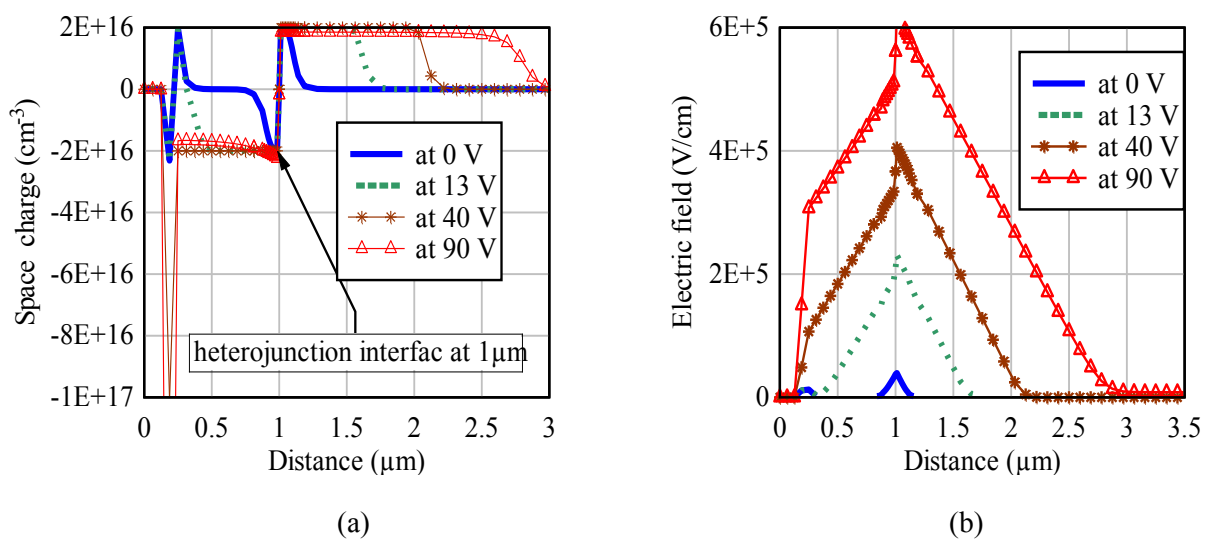 Space charge (cm-3)
2E+16
0
-2E+16
-4E+16
-6E+16
-8E+16
-1E+17
at 0 V
at 13 V
at 40 V
at 90 V
heterojunction interfac at 1µm
0 0.5 1 1.5 2 2.5 3
Distance (µm)
(a)
Electric field (V/cm)
6E+5
4E+5
2E+5
0
at 0 V
at 13 V
at 40 V
at 90 V
0 0.5 1 1.5 2 2.5 3 3.5
Distance (µm)
(b)